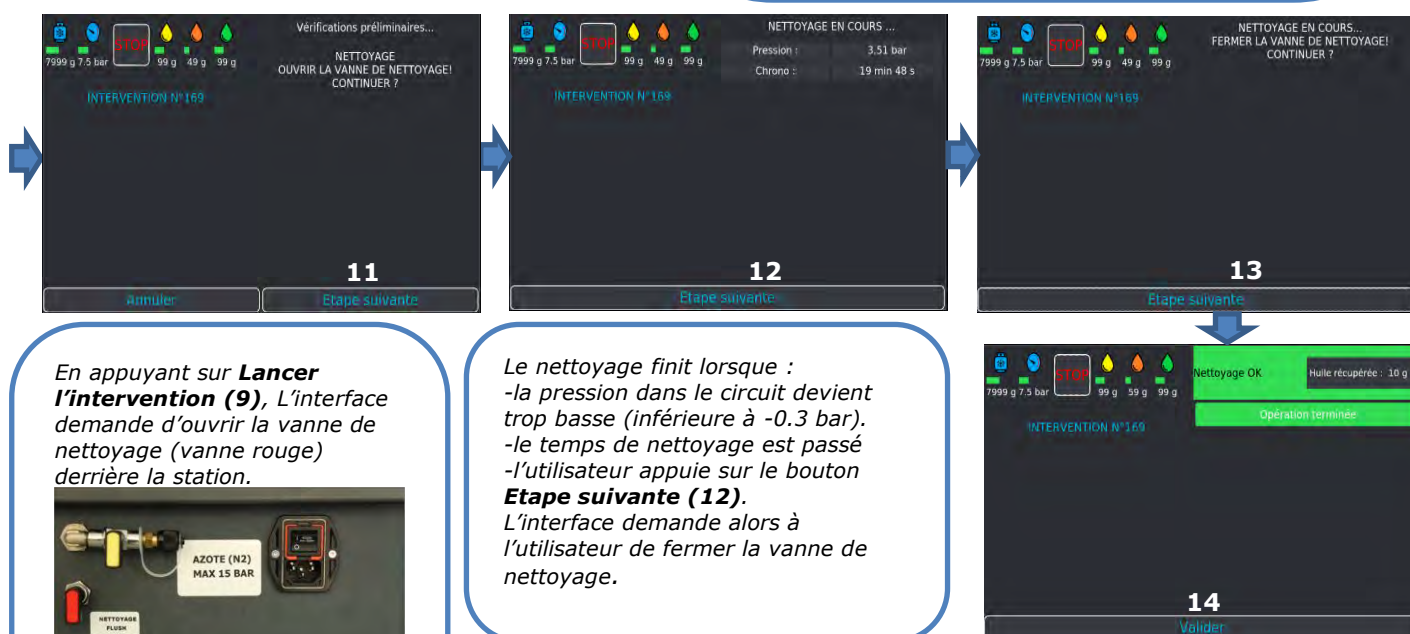 STOP
7999 g 7.5 bar 99 g 49 g 99 g
INTERVENTION N°169
Vérifications préliminaires...
NETTOYAGE
OUVRIR LA VANNE DE NETTOYAGE!
CONTINUER ?
11
Annuler Etape suivante
STOP
7999 g 7.5 bar 99 g 49 g 99 g
INTERVENTION N°169
NETTOYAGE EN COURS ...
Pression : 3.51 bar
Chrono : 19 min 48 s
12
Etape suivante
STOP
7999 g 7.5 bar 99 g 49 g 99 g
INTERVENTION N°169
NETTOYAGE EN COURS...
FERMER LA VANNE DE NETTOYAGE!
CONTINUER ?
13
Etape suivante
En appuyant sur Lancer
l’intervention (9), L’interface
demande d’ouvrir la vanne de
nettoyage (vanne rouge)
derrière la station.
AZOTE (N2)
MAX 15 BAR
NETTOYAGE
FLUSH
Le nettoyage finit lorsque :
-la pression dans le circuit devient
trop basse (inférieure à -0.3 bar).
-le temps de nettoyage est passé
-l’utilisateur appuie sur le bouton
Etape suivante (12).
L’interface demande alors à
l’utilisateur de fermer la vanne de
nettoyage.
STOP
7999 g 7.5 bar 99 g 59 g 99 g
INTERVENTION N°169
Nettoyage OK Huile récupérée : 10 g
Opération terminée
14
Valider